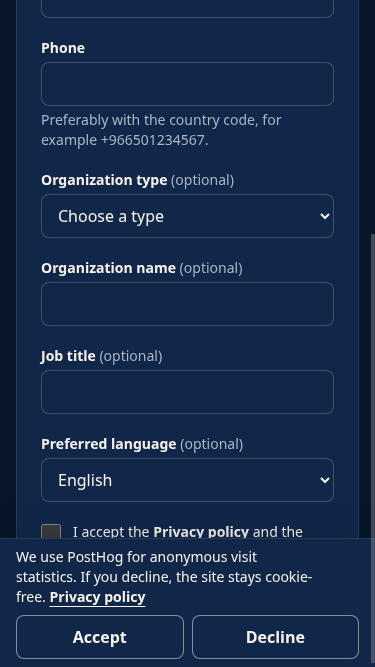 Phone
Preferably with the country code, for
example +966501234567.
Organization type (optional)
Choose a type
Organization name (optional)
Job title (optional)
Preferred language (optional)
English
I accept the Privacy policy and the
We use PostHog for anonymous visit
statistics. If you decline, the site stays cookie-
free. Privacy policy
Accept
Decline